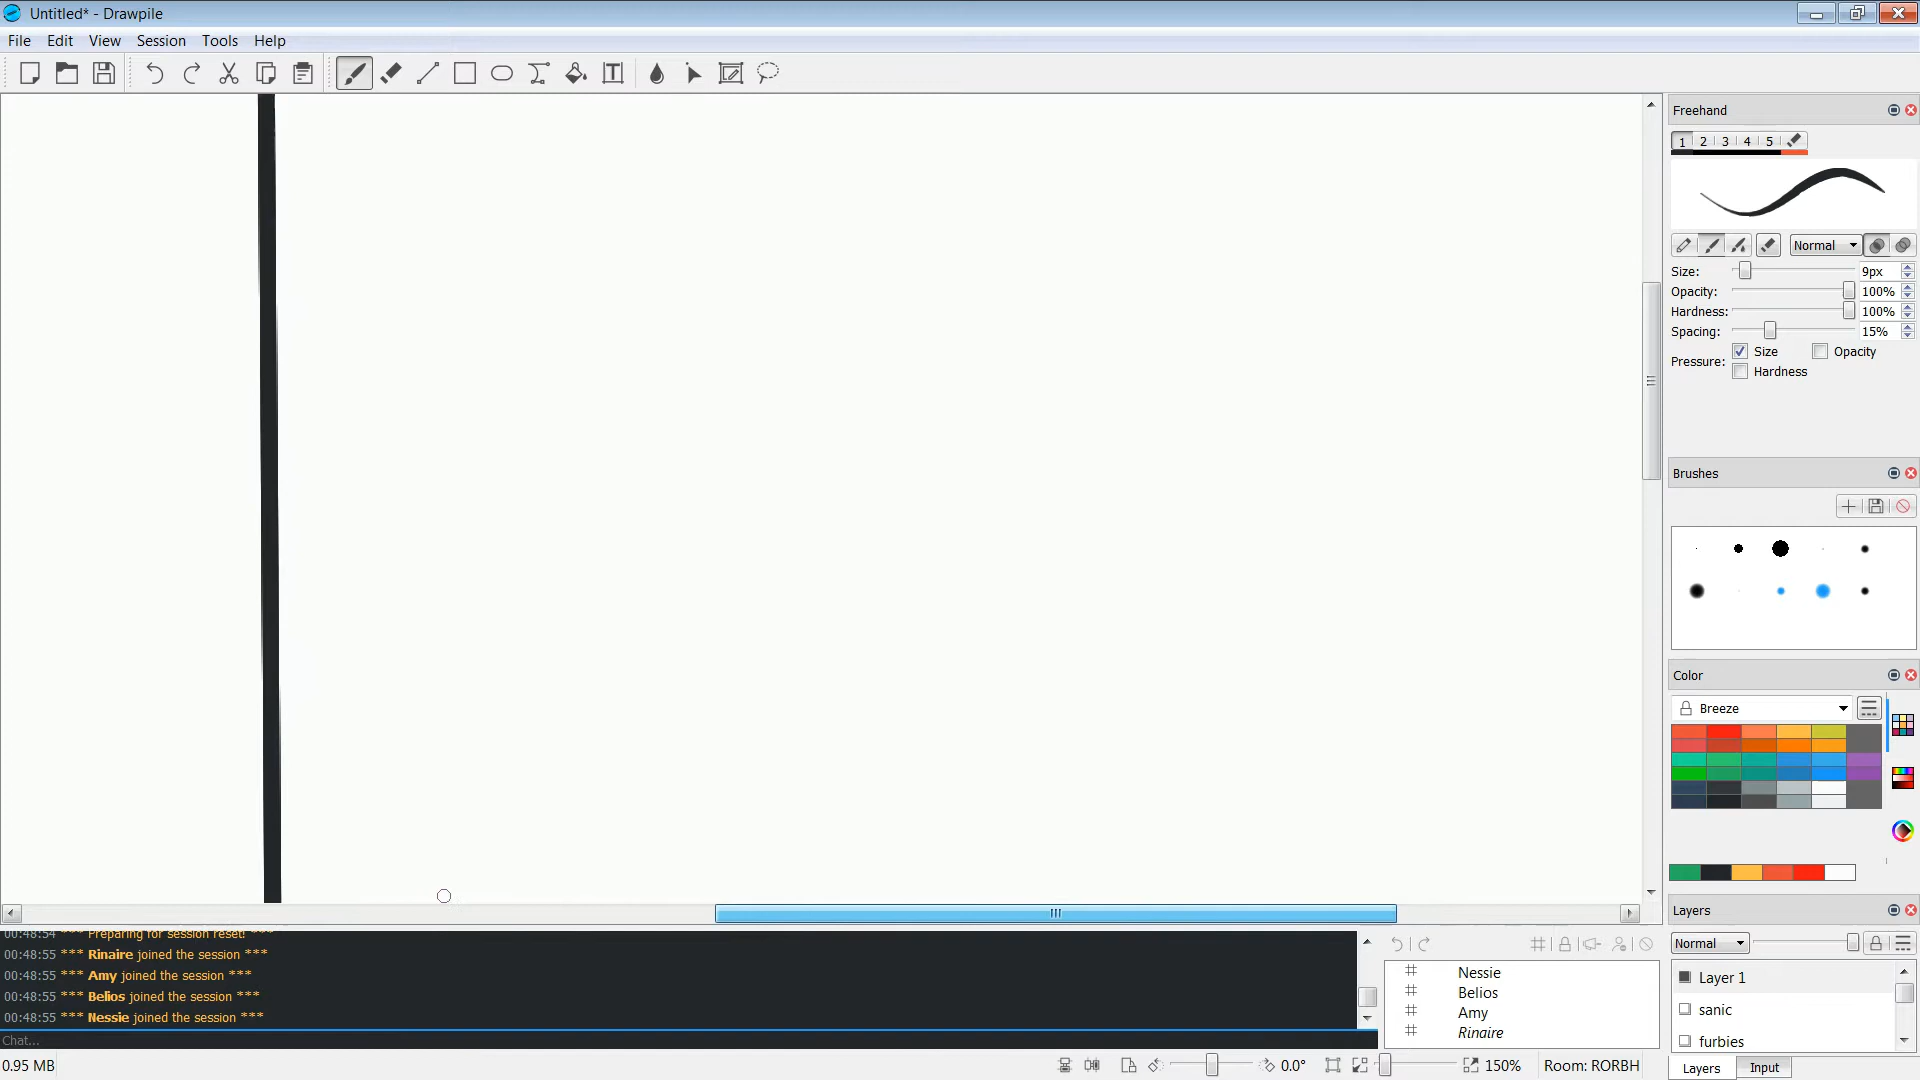 Untitled* - Drawpile
File Edit View Session Tools Help
Freehand
1 2 3 4 5
Normal
Size: 9px
Opacity: 100%
Hardness: 100%
Spacing: 15%
Pressure: Size Opacity
Hardness
Brushes
Color
Breeze
Layers
Normal
Layer 1
sanic
furbies
Layers Input
00:48:54 *** Preparing for session reset! ***
00:48:55 *** Rinaire joined the session ***
00:48:55 *** Amy joined the session ***
00:48:55 *** Belios joined the session ***
00:48:55 *** Nessie joined the session ***
Chat...
Nessie
Belios
Amy
Rinaire
0.95 MB
0.0° 150% Room: RORBH